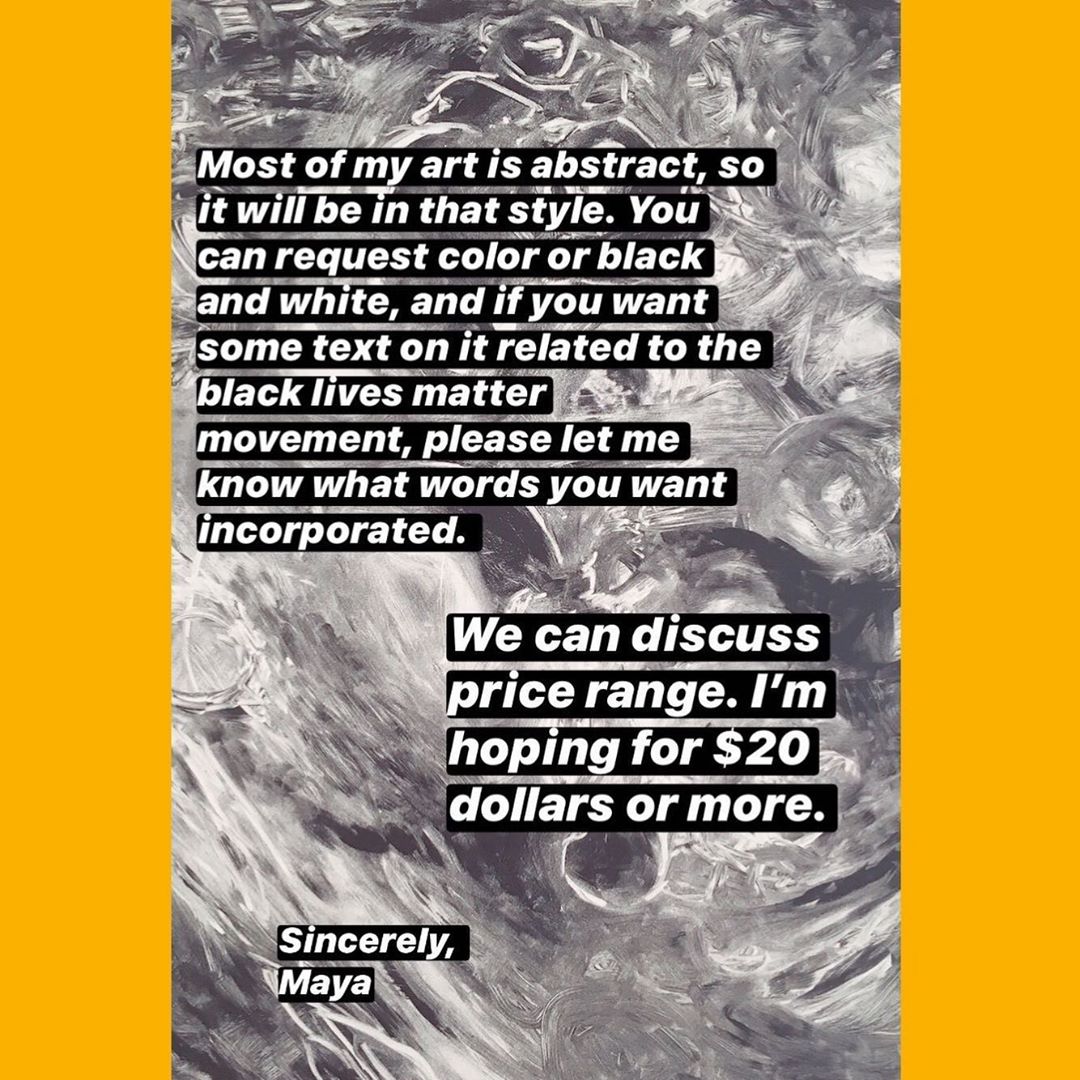 Most of my art is abstract, so
it will be in that style. You
can request color or black
and white, and if you want
some text on it related to the
black lives matter
movement, please let me
know what words you want
incorporated.
We can discuss
price range. I'm
hoping for $20
dollars or more.
Sincerely,
Maya